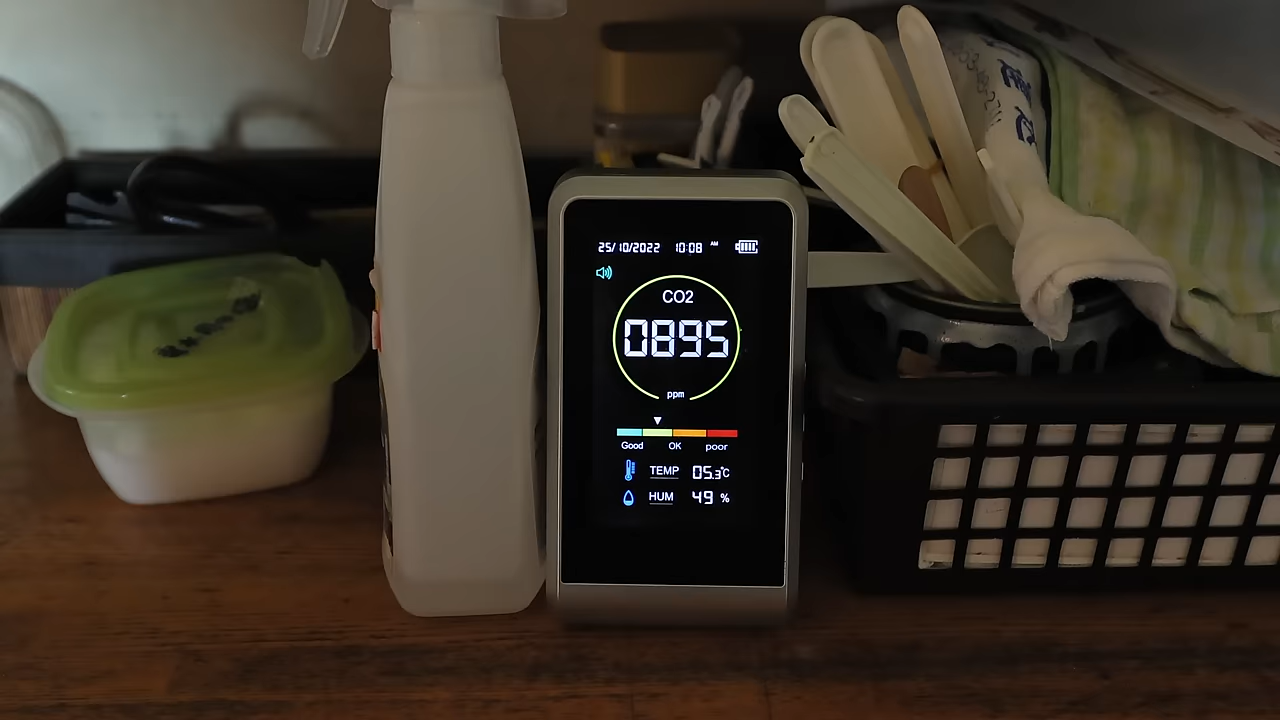 25/10/2022 10:08 AM
CO2
0895
ppm
Good OK poor
TEMP 05.3℃
HUM 49 %